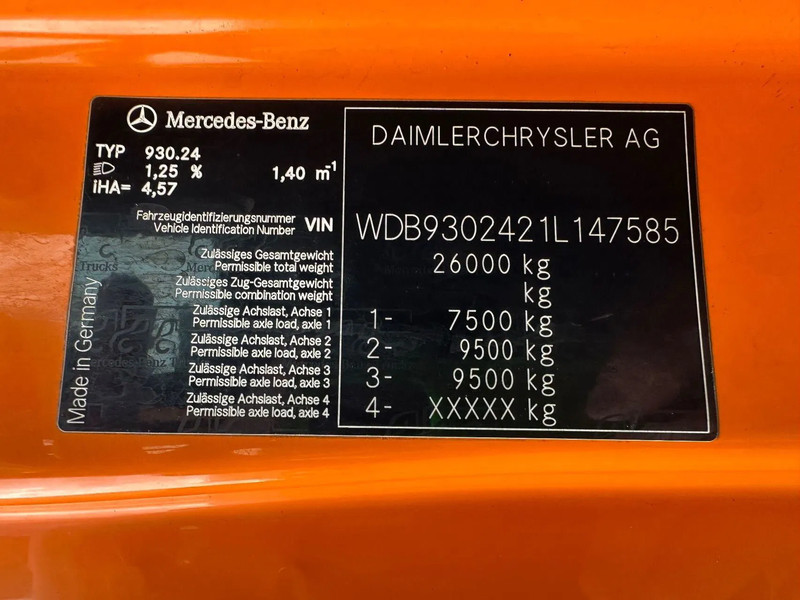 Mercedes-Benz
TYP 930.24
1,25 % 1,40 m⁻¹
iHA= 4,57
Fahrzeugidentifizierungsnummer
Vehicle Identification Number VIN
Zulässiges Gesamtgewicht
Permissible total weight
Zulässiges Zug-Gesamtgewicht
Permissible combination weight
Zulässige Achslast, Achse 1
Permissible axle load, axle 1
Zulässige Achslast, Achse 2
Permissible axle load, axle 2
Zulässige Achslast, Achse 3
Permissible axle load, axle 3
Zulässige Achslast, Achse 4
Permissible axle load, axle 4
Made in Germany
DAIMLERCHRYSLER AG
WDB9302421L147585
26000 kg
kg
1- 7500 kg
2- 9500 kg
3- 9500 kg
4- XXXXX kg
Trucks